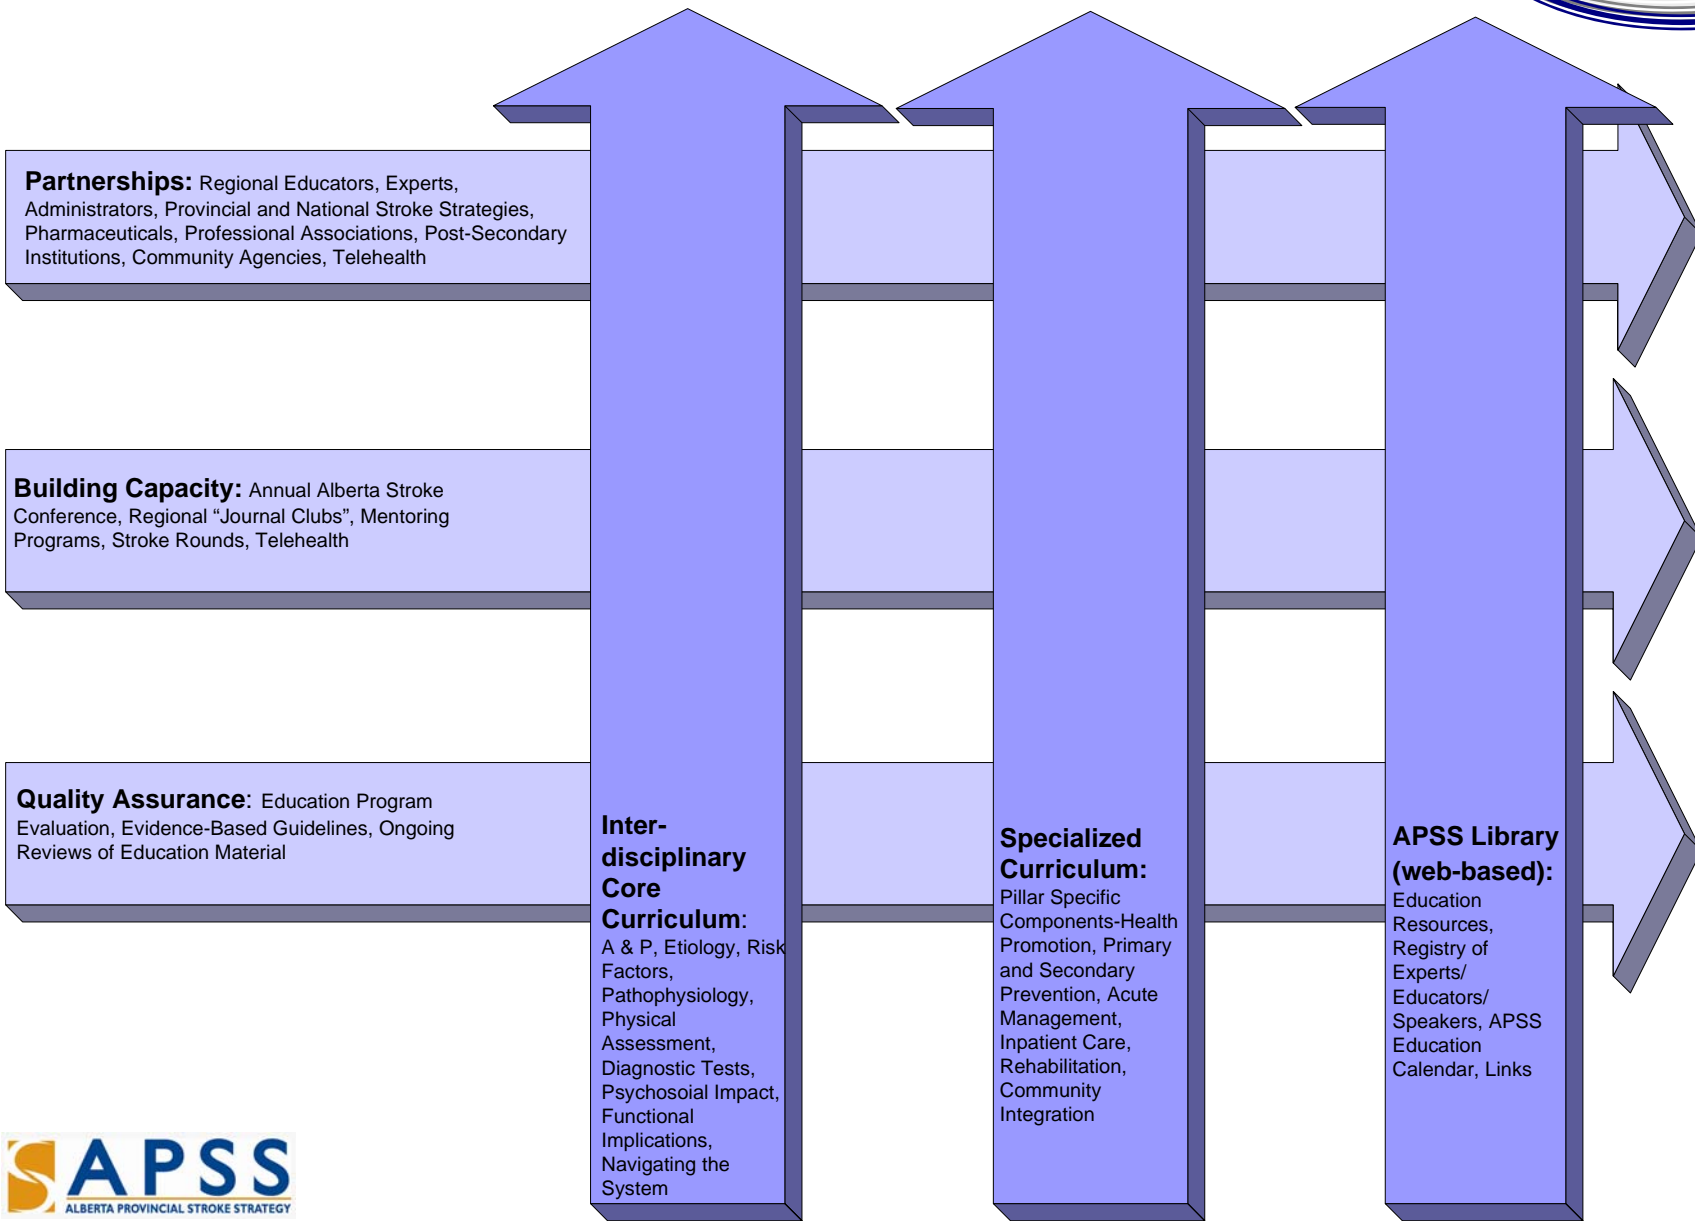 Partnerships: Regional Educators, Experts,
Administrators, Provincial and National Stroke Strategies,
Pharmaceuticals, Professional Associations, Post-Secondary
Institutions, Community Agencies, Telehealth
Building Capacity: Annual Alberta Stroke
Conference, Regional “Journal Clubs”, Mentoring
Programs, Stroke Rounds, Telehealth
Quality Assurance: Education Program
Evaluation, Evidence-Based Guidelines, Ongoing
Reviews of Education Material
Inter-
disciplinary
Core
Curriculum:
A & P, Etiology, Risk
Factors,
Pathophysiology,
Physical
Assessment,
Diagnostic Tests,
Psychosoial Impact,
Functional
Implications,
Navigating the
System
Specialized
Curriculum:
Pillar Specific
Components-Health
Promotion, Primary
and Secondary
Prevention, Acute
Management,
Inpatient Care,
Rehabilitation,
Community
Integration
APSS Library
(web-based):
Education
Resources,
Registry of
Experts/
Educators/
Speakers, APSS
Education
Calendar, Links
APSS
ALBERTA PROVINCIAL STROKE STRATEGY